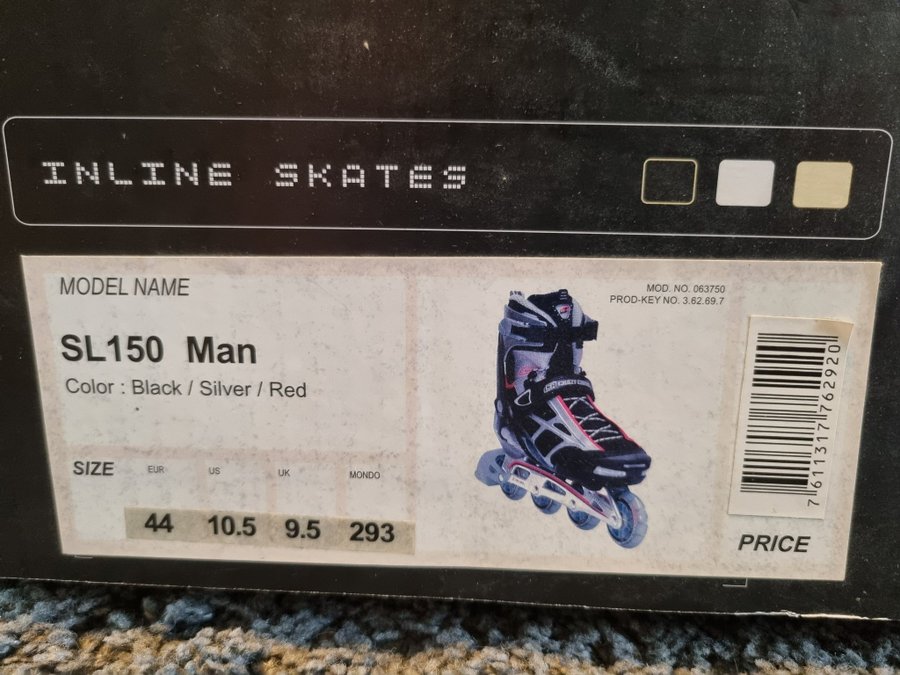 INLINE SKATES
MODEL NAME
MOD. NO. 063750
PROD-KEY NO. 3.62.69.7
SL150 Man
Color : Black / Silver / Red
SIZE EUR US UK MONDO
44 10.5 9.5 293
7611317762920
PRICE